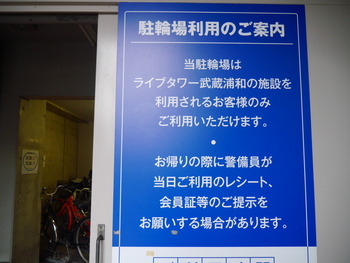 駐輪場利用のご案内
当駐輪場は
ライブタワー武蔵浦和の施設を
利用されるお客様のみ
ご利用いただけます。
・
お帰りの際に警備員が
当日ご利用のレシート、
会員証等のご提示を
お願いする場合があります。